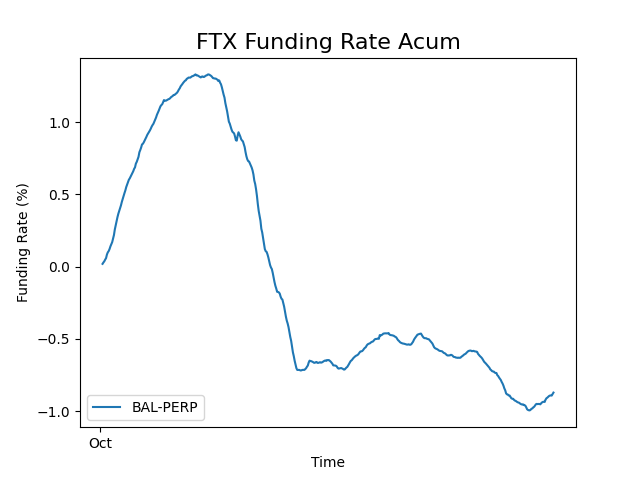 FTX Funding Rate Acum
Funding Rate (%)
1.0
0.5
0.0
−0.5
−1.0
BAL-PERP
Oct
Time